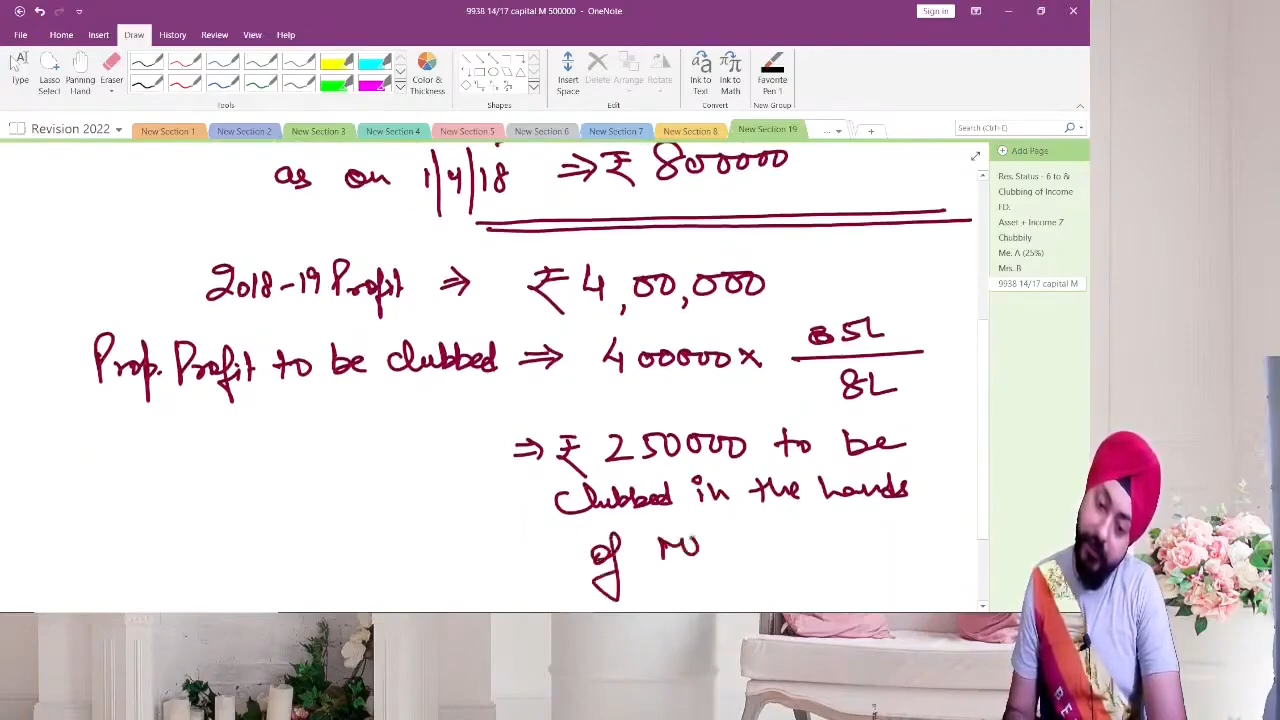 9938 14/17 capital M 500000 - OneNote
Sign in
File Home Insert Draw History Review View Help
Type Lasso Select Panning Hand Eraser Color & Thickness Insert Space Delete Arrange Rotate Ink to Text Ink to Math Favorite Pen 1
Tools Shapes Edit Convert New Group
Revision 2022 New Section 1 New Section 2 New Section 3 New Section 4 New Section 5 New Section 6 New Section 7 New Section 8 New Section 19 ... + Search (Ctrl+E)
Add Page
Res. Status - 6 to &
Clubbing of Income
FD.
Asset + Income 7
Chubbily
Me. A (25%)
Mrs. B
9938 14/17 capital M
as on 1/4/18 ⇒ ₹ 800000
2018-19 Profit ⇒ ₹ 4,00,000
Prop. Profit to be clubbed ⇒ 400000 × 5L
8L
⇒ ₹ 250000 to be
clubbed in the hands
of